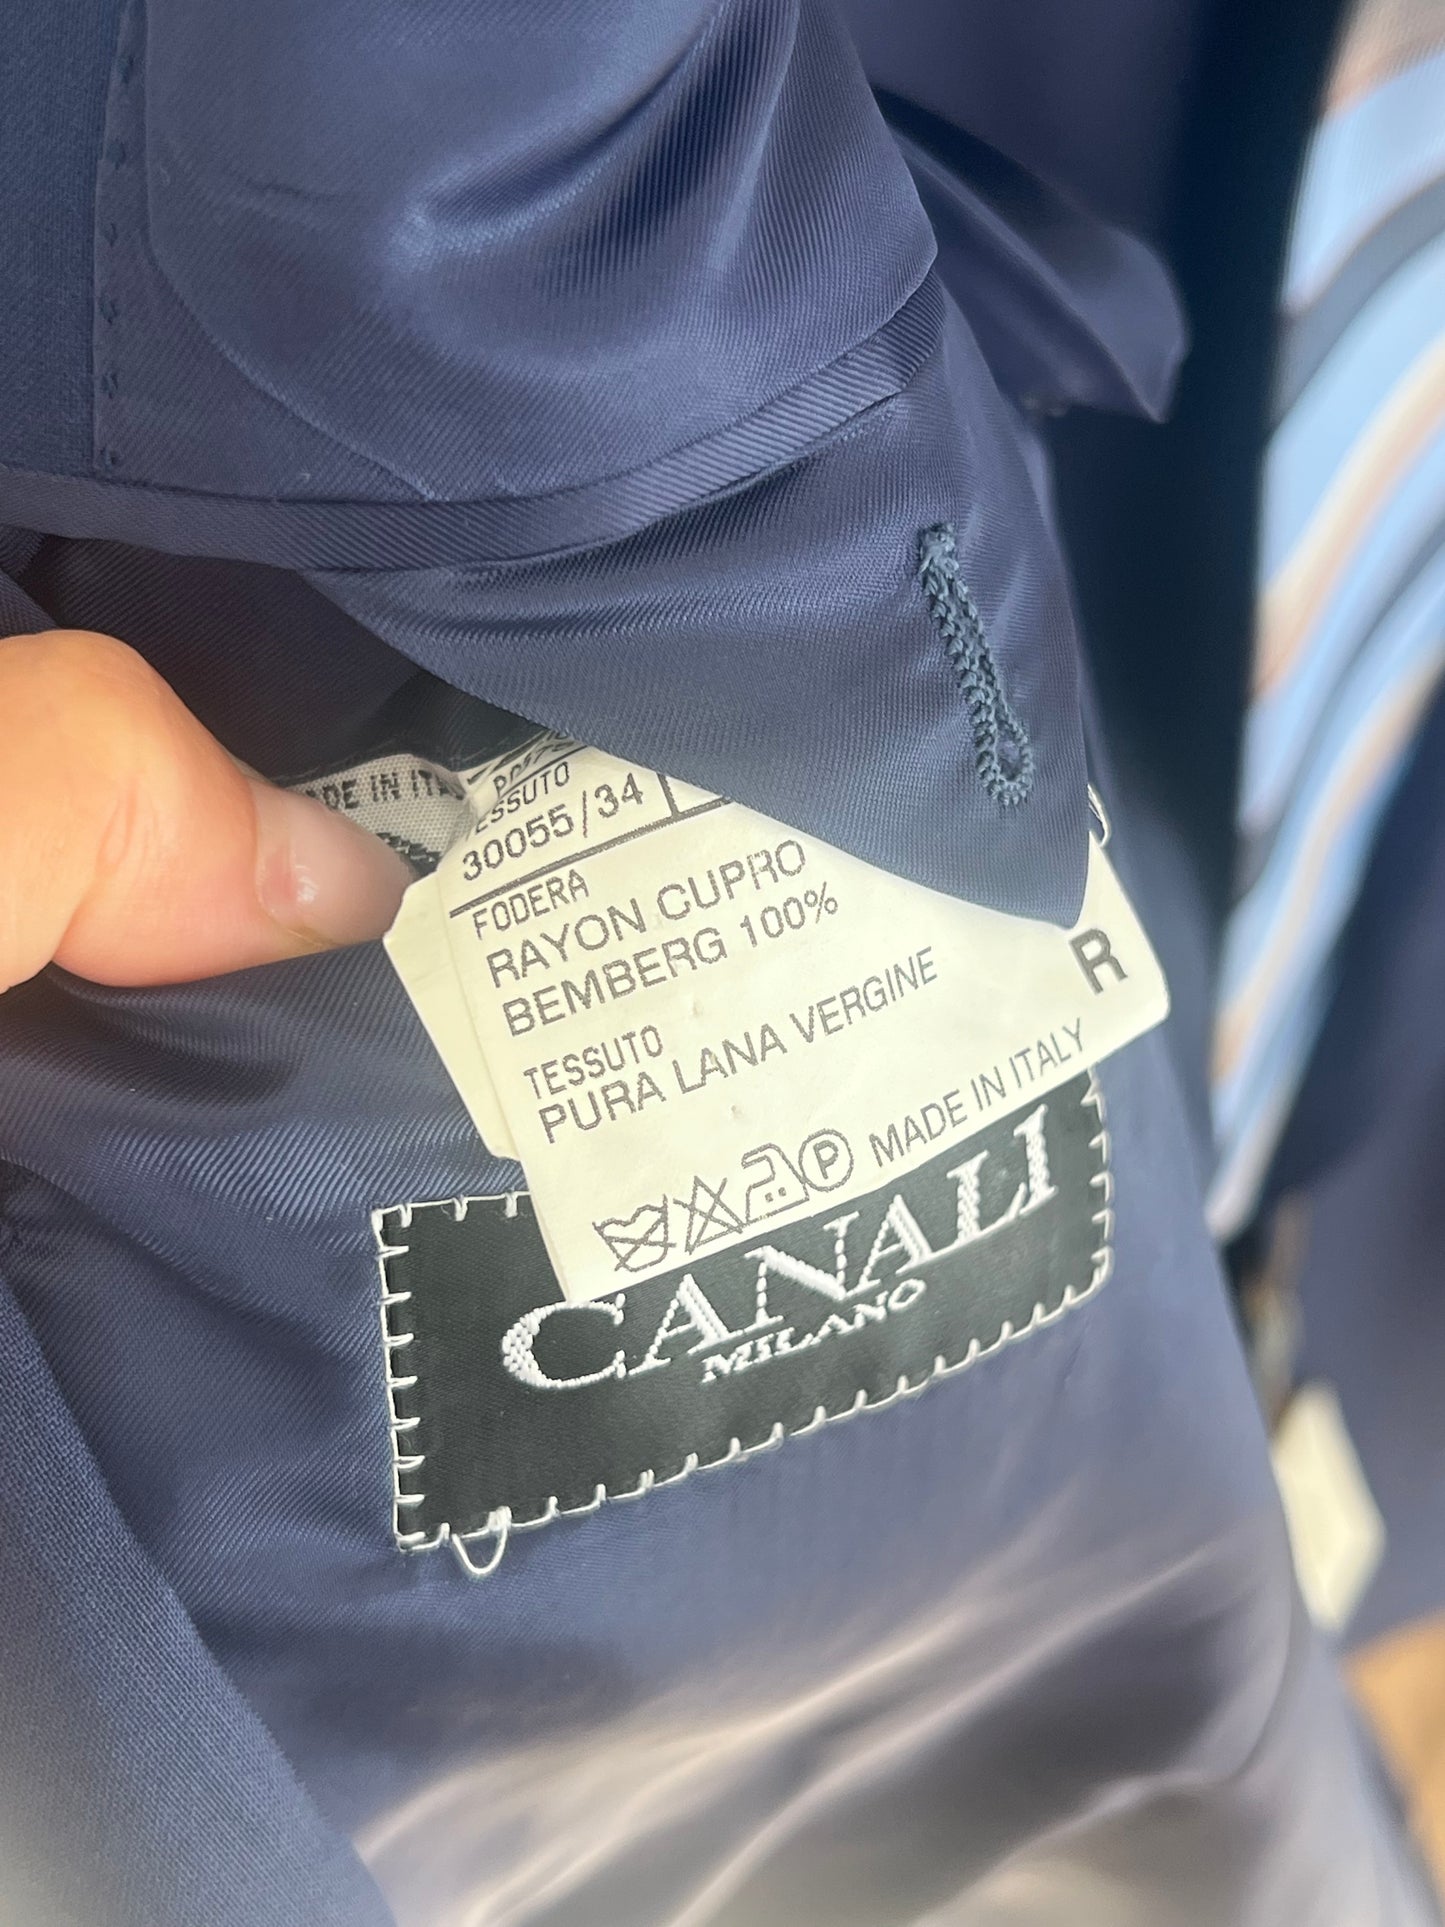 MADE IN ITA
TESSUTO
30055/34
FODERA
RAYON CUPRO
BEMBERG 100%
TESSUTO
PURA LANA VERGINE
R
P MADE IN ITALY
CANALI
MILANO